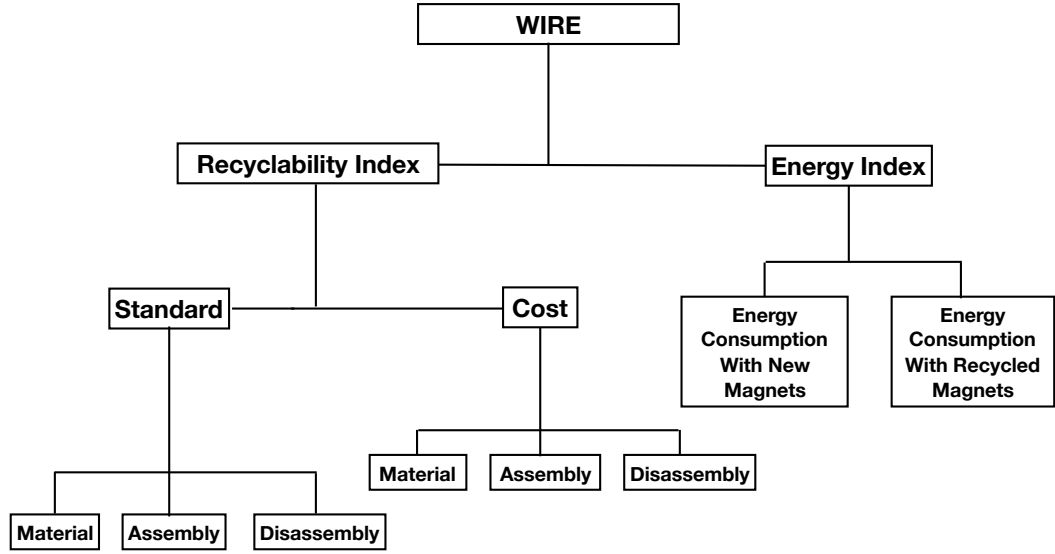 WIRE
Recyclability Index
Energy Index
Standard
Cost
Energy
Consumption
With New
Magnets
Energy
Consumption
With Recycled
Magnets
Material
Assembly
Disassembly
Material
Assembly
Disassembly